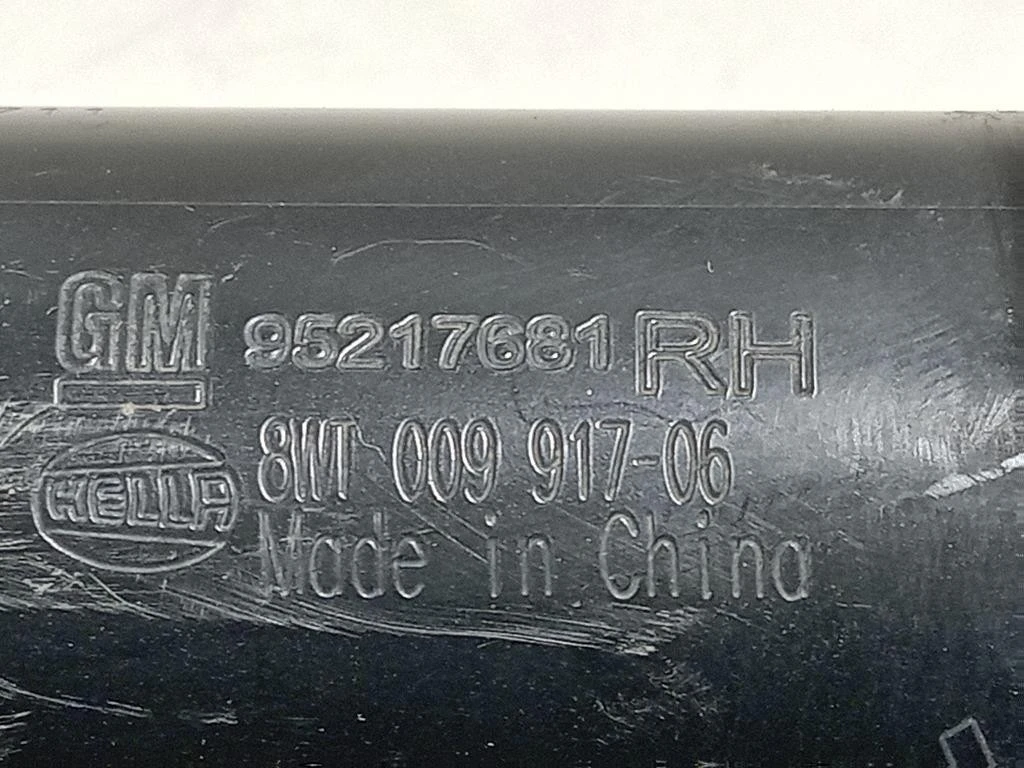 GM 95217681 RH
HELLA 8WT 009 917-06
Made in China